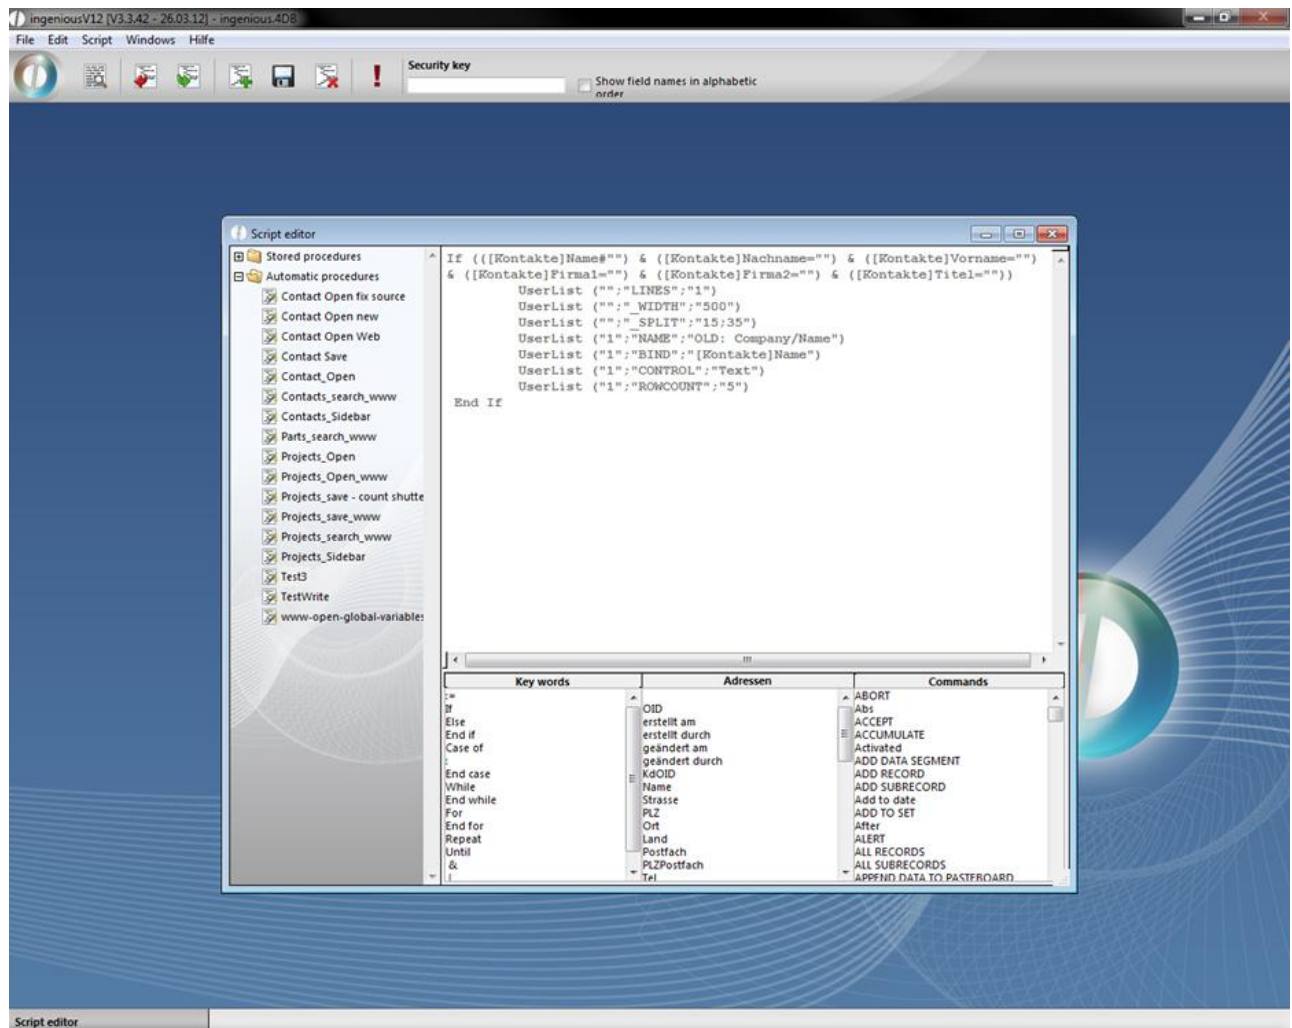 ingeniousV12 [V3.3.42 - 26.03.12] - ingenious.4DB
File Edit Script Windows Hilfe
Security key
Show field names in alphabetic
order
Script editor
Stored procedures
Automatic procedures
Contact Open fix source
Contact Open new
Contact Open Web
Contact Save
Contact_Open
Contacts_search_www
Contacts_Sidebar
Parts_search_www
Projects_Open
Projects_Open_www
Projects_save - count shutte
Projects_save_www
Projects_search_www
Projects_Sidebar
Test3
TestWrite
www-open-global-variables
If (([Kontakte]Name#"") & ([Kontakte]Nachname="") & ([Kontakte]Vorname="")
& ([Kontakte]Firma1="") & ([Kontakte]Firma2="") & ([Kontakte]Titel=""))
UserList ("";"LINES";"1")
UserList ("";"_WIDTH";"500")
UserList ("";"_SPLIT";"15;35")
UserList ("1";"NAME";"OLD: Company/Name")
UserList ("1";"BIND";"[Kontakte]Name")
UserList ("1";"CONTROL";"Text")
UserList ("1";"ROWCOUNT";"5")
End If
Key words
:=
If
Else
End if
Case of
:
End case
While
End while
For
End for
Repeat
Until
&
|
Adressen
OID
erstellt am
erstellt durch
geändert am
geändert durch
KdOID
Name
Strasse
PLZ
Ort
Land
Postfach
PLZPostfach
Tel
Commands
ABORT
Abs
ACCEPT
ACCUMULATE
Activated
ADD DATA SEGMENT
ADD RECORD
ADD SUBRECORD
Add to date
ADD TO SET
After
ALERT
ALL RECORDS
ALL SUBRECORDS
APPEND DATA TO PASTEBOARD
Script editor